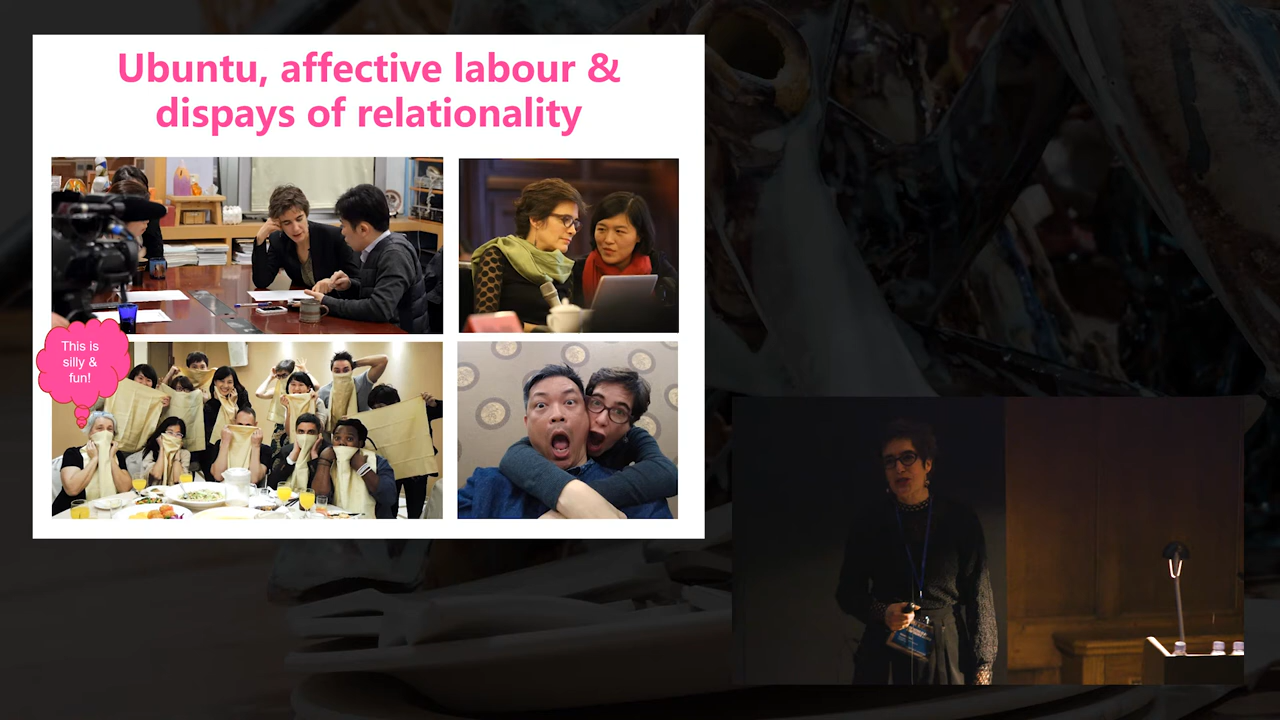 Ubuntu, affective labour &
dispays of relationality
This is
silly &
fun!